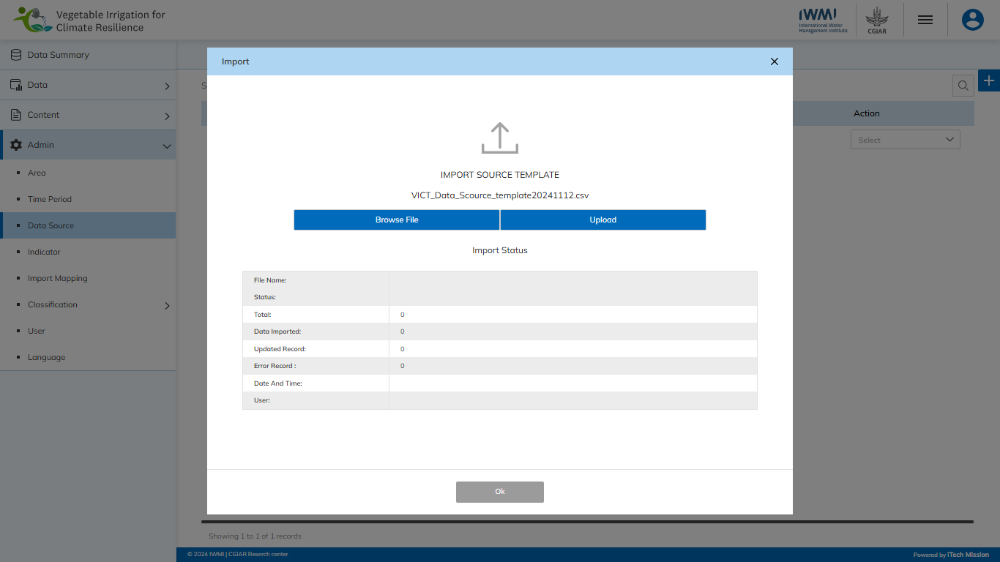 Vegetable Irrigation for
Climate Resilience
IWMI
International Water
Management Institute
CGIAR
Data Summary
Data
Content
Admin
Area
Time Period
Data Source
Indicator
Import Mapping
Classification
User
Language
Import
S
Action
Select
IMPORT SOURCE TEMPLATE
VICT_Data_Scource_template20241112.csv
Browse File
Upload
Import Status
File Name:
Status:
Total: 0
Data Imported: 0
Updated Record: 0
Error Record : 0
Date And Time:
User:
Ok
Showing 1 to 1 of 1 records
© 2024 IWMI | CGIAR Reserch center
Powered by iTech Mission